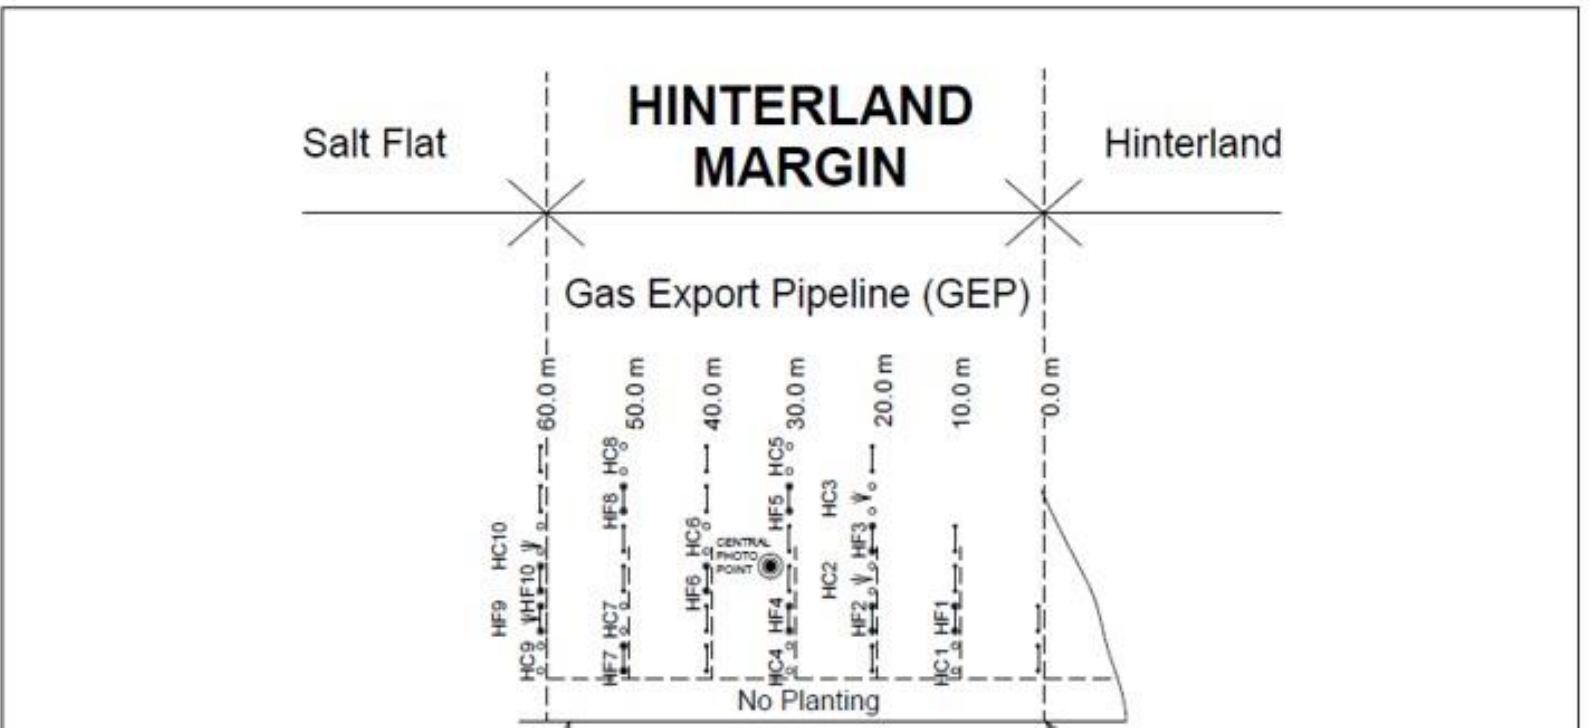 HINTERLAND
MARGIN
Salt Flat
Hinterland
Gas Export Pipeline (GEP)
60.0 m
50.0 m
40.0 m
30.0 m
20.0 m
10.0 m
0.0 m
HC10
HF10
HF9
HC9
HC8
HF8
HC7
HF7
HC6
HF6
CENTRAL
PHOTO
POINT
HC5
HF5
HF4
HC4
HC3
HF3
HC2
HF2
HF1
HC1
No Planting